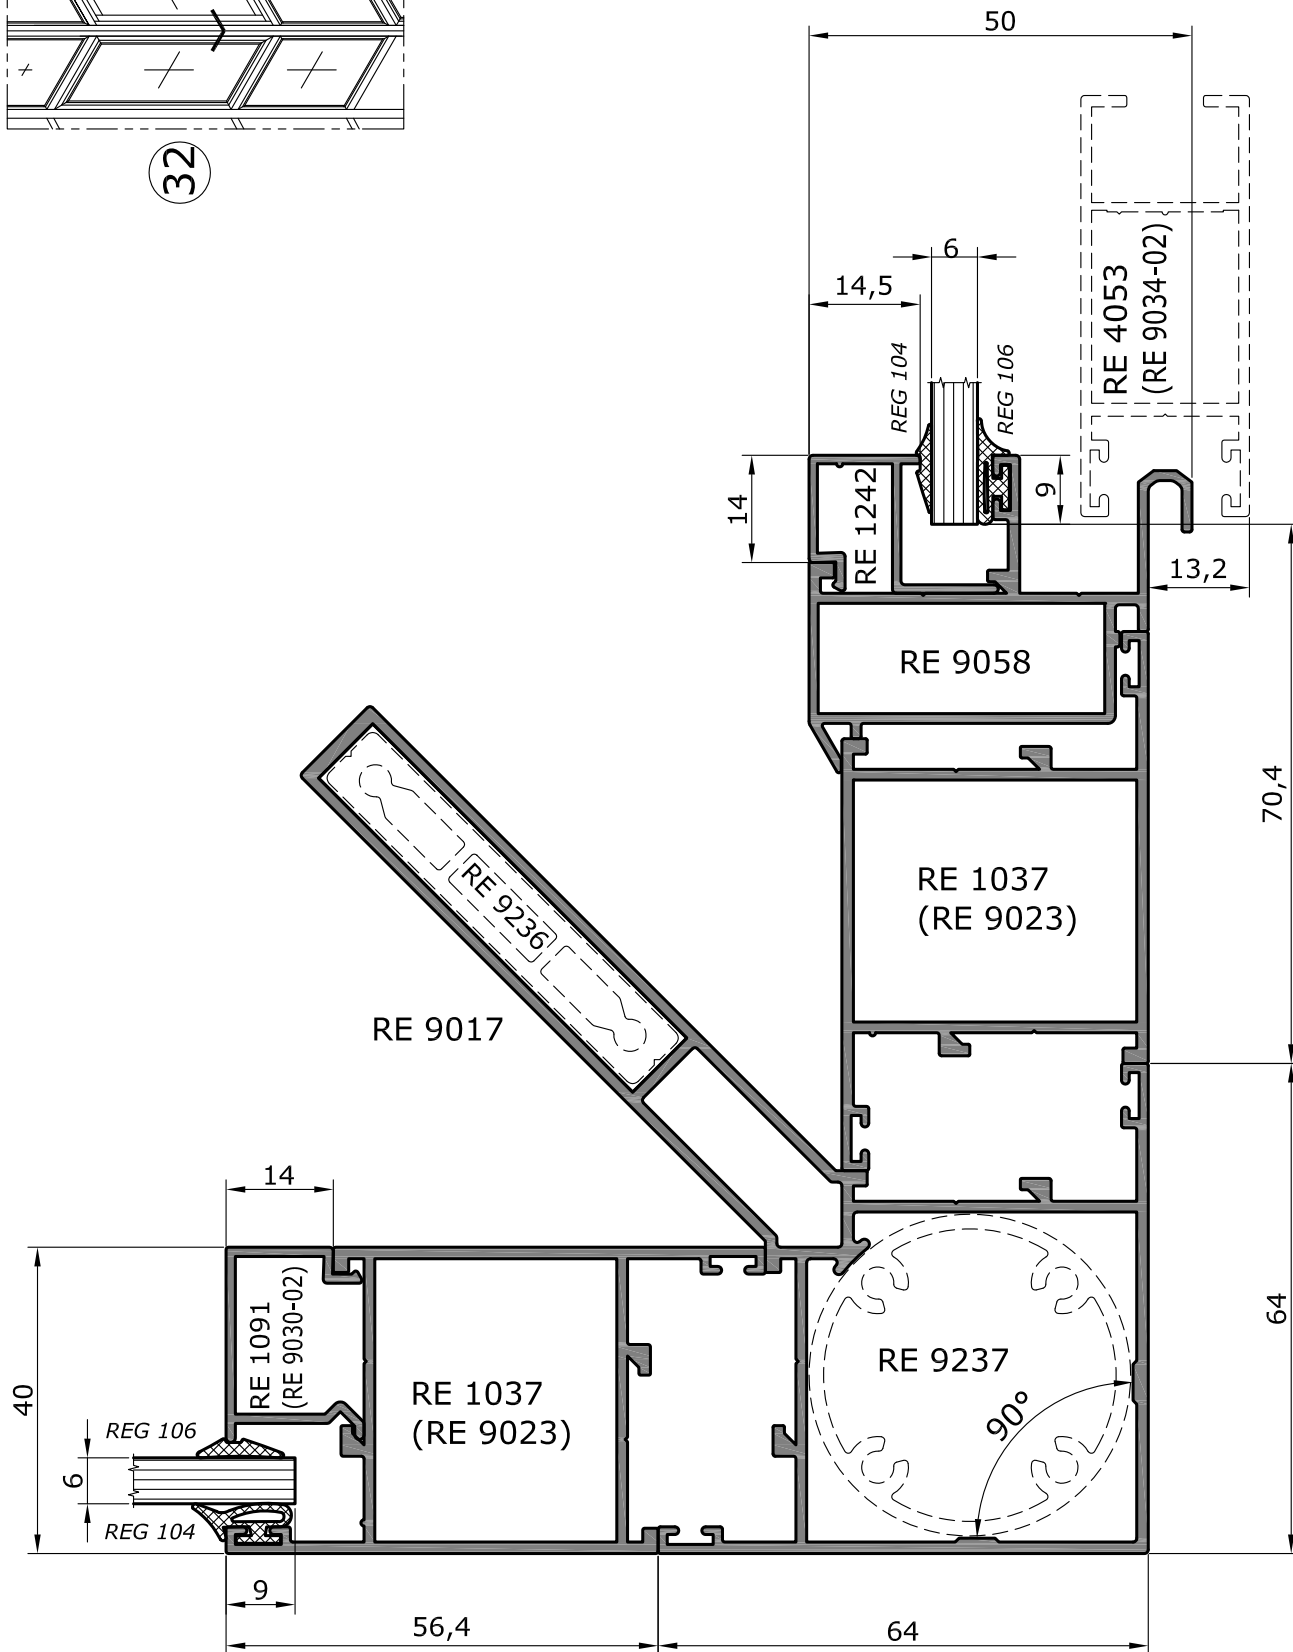 50
32
6
14,5
RE 4053
(RE 9034-02)
REG 104
REG 106
14
RE 1242
9
13,2
RE 9058
70,4
RE 1037
(RE 9023)
RE 9236
RE 9017
14
RE 1091
(RE 9030-02)
RE 9237
64
40
RE 1037
(RE 9023)
90°
REG 106
6
REG 104
9
56,4
64